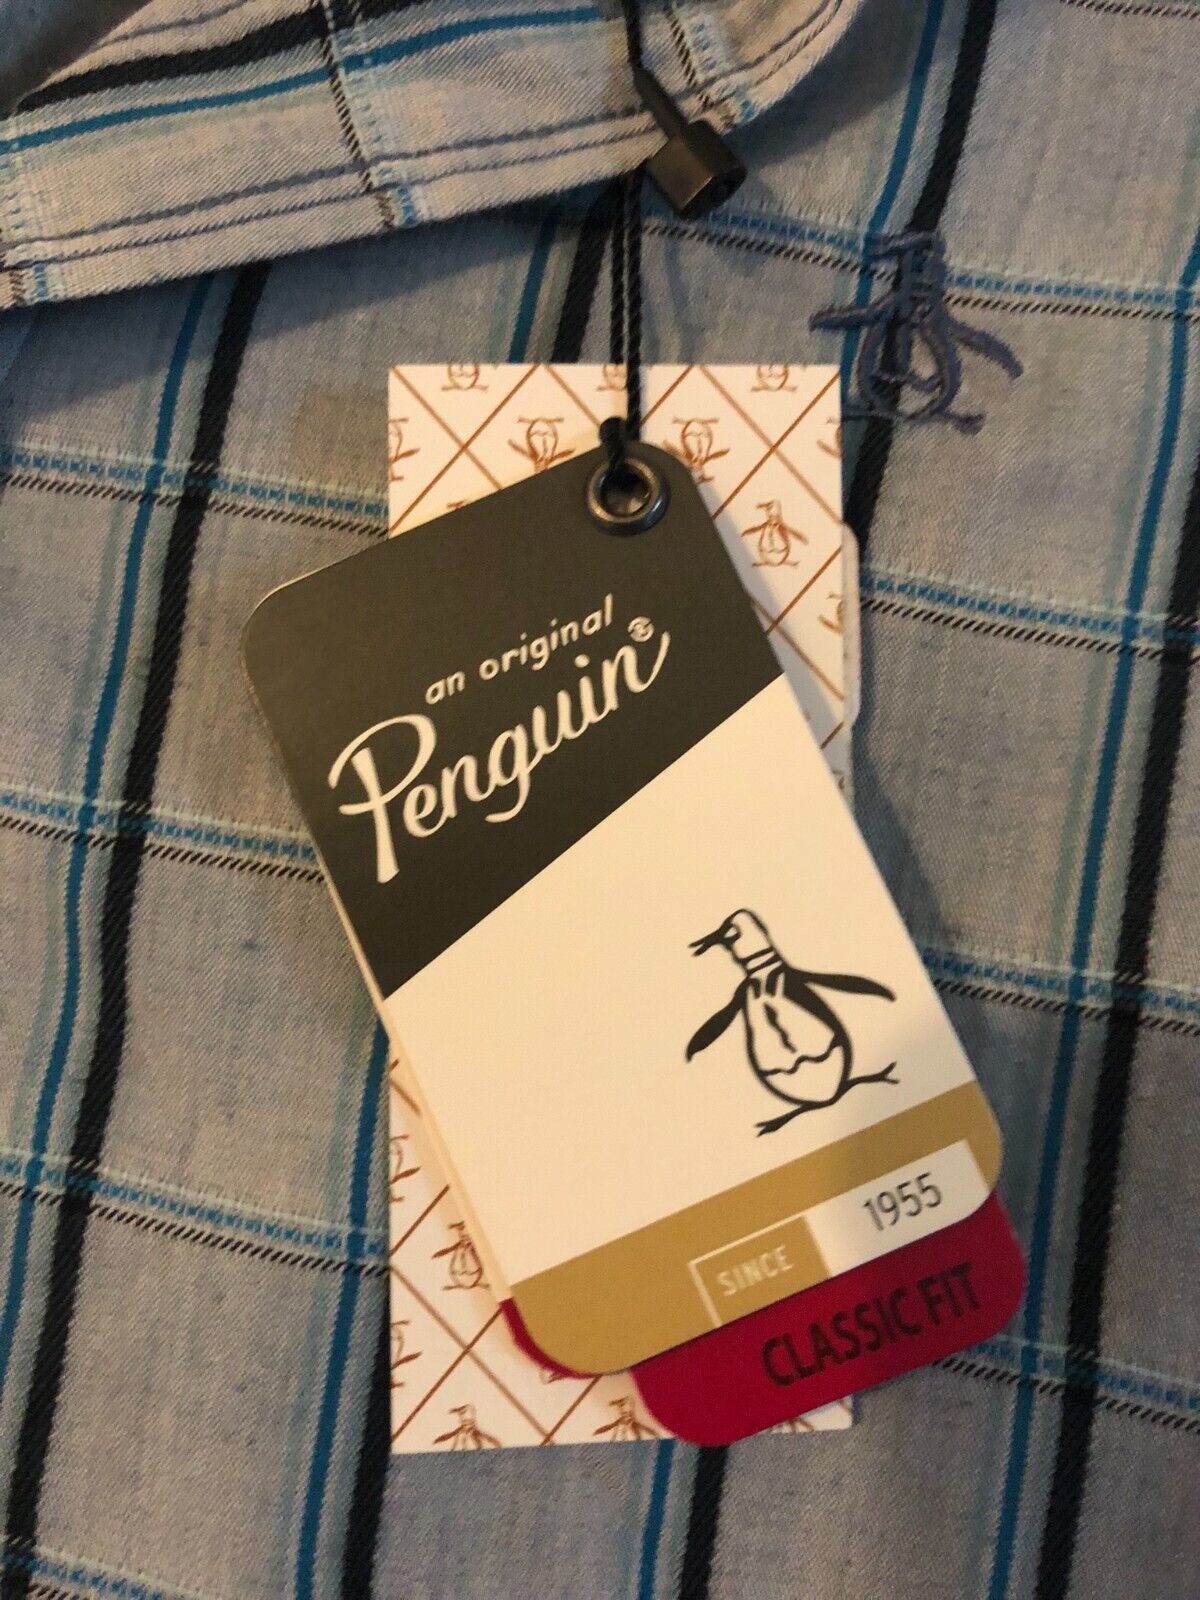 an original
Penguin®
SINCE 1955
CLASSIC FIT